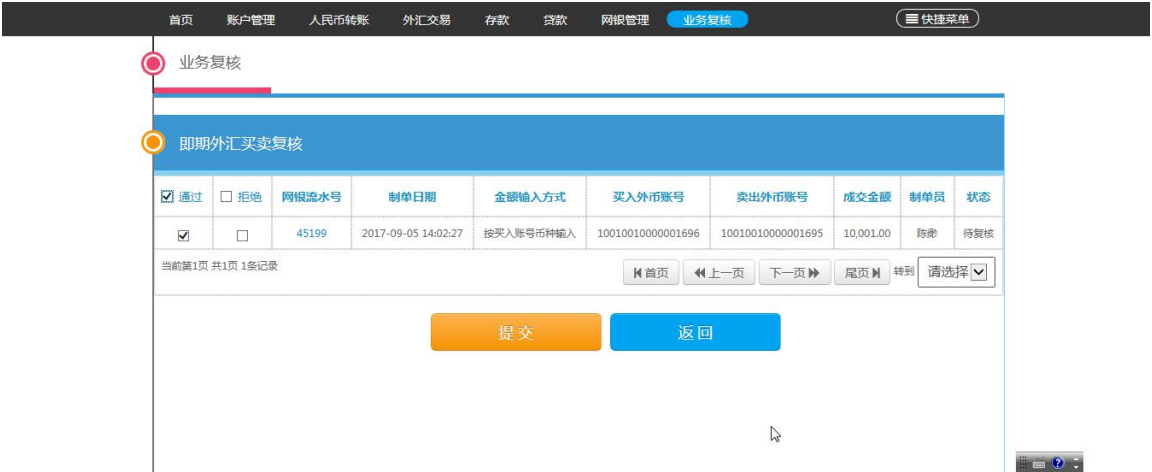 首页 账户管理 人民币转账 外汇交易 存款 贷款 网银管理 业务复核 快捷菜单
业务复核
即期外汇买卖复核
通过 拒绝 网银流水号 制单日期 金额输入方式 买入外币账号 卖出外币账号 成交金额 制单员 状态
45199 2017-09-05 14:02:27 按买入账号币种输入 10010010000001696 10010010000001695 10,001.00 待复核
当前第1页 共1页 1条记录 首页 上一页 下一页 尾页 转到 请选择
提交 返回